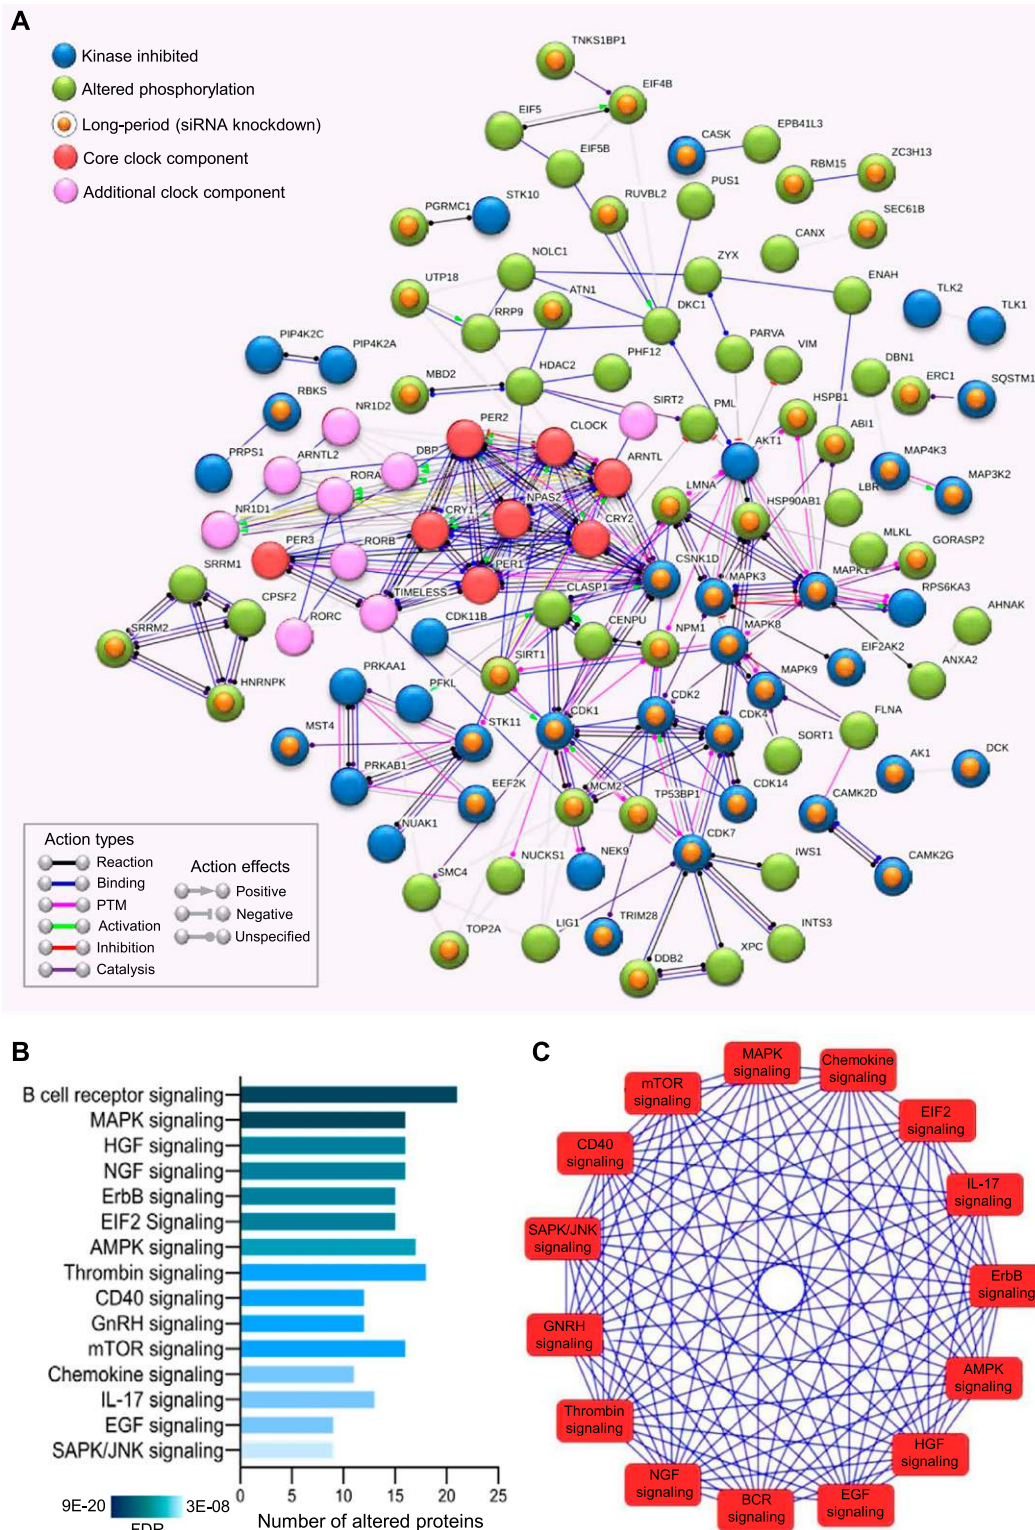 A
Kinase inhibited
Altered phosphorylation
Long-period (siRNA knockdown)
Core clock component
Additional clock component
TNKS1BP1
EIF4B
EIF5
EIF5B
CASK
EPB41L3
RBM15
ZC3H13
PGRMC1
STK10
RUVBL2
PUS1
SEC61B
CANX
NOLC1
ZYX
ENAH
UTP18
ATN1
RRP9
DKC1
TLK2
TLK1
PIP4K2C
PIP4K2A
PARVA
VIM
PHF12
HDAC2
MBD2
DBN1
ERC1
SQSTM1
RBKS
NR1D2
PER2
CLOCK
SIRT2
PML
HSPB1
ABI1
AKT1
PRPS1
ARNTL2
DBP
ARNTL
RORA
MAP4K3
MAP3K2
LBR
LMNA
HSP90AB1
NR1D1
CRY1
NPAS2
CRY2
PER3
RORB
PER1
CSNK1D
MLKL
GORASP2
MAPK3
MAPK1
RPS6KA3
SRRM1
CPSF2
SRRM2
HNRNPK
RORC
TIMELESS
CDK11B
CLASP1
CENPU
NPM1
MAPK8
EIF2AK2
AHNAK
ANXA2
SIRT1
PRKAA1
PFKL
MAPK9
CDK2
CDK1
CDK4
SORT1
FLNA
MST4
STK11
PRKAB1
EEF2K
MCM2
TP53BP1
CDK14
AK1
DCK
CAMK2D
CAMK2G
NUAK1
CDK7
IWS1
NEK9
NUCKS1
SMC4
TOP2A
LIG1
TRIM28
INTS3
XPC
DDB2
Action types
Reaction
Binding
PTM
Activation
Inhibition
Catalysis
Action effects
Positive
Negative
Unspecified
B
B cell receptor signaling
MAPK signaling
HGF signaling
NGF signaling
ErbB signaling
EIF2 Signaling
AMPK signaling
Thrombin signaling
CD40 signaling
GnRH signaling
mTOR signaling
Chemokine signaling
IL-17 signaling
EGF signaling
SAPK/JNK signaling
0 5 10 15 20 25
Number of altered proteins
9E-20 3E-08
FDR
C
MAPK
signaling
Chemokine
signaling
mTOR
signaling
EIF2
signaling
CD40
signaling
IL-17
signaling
SAPK/JNK
signaling
ErbB
signaling
GNRH
signaling
AMPK
signaling
Thrombin
signaling
HGF
signaling
NGF
signaling
BCR
signaling
EGF
signaling